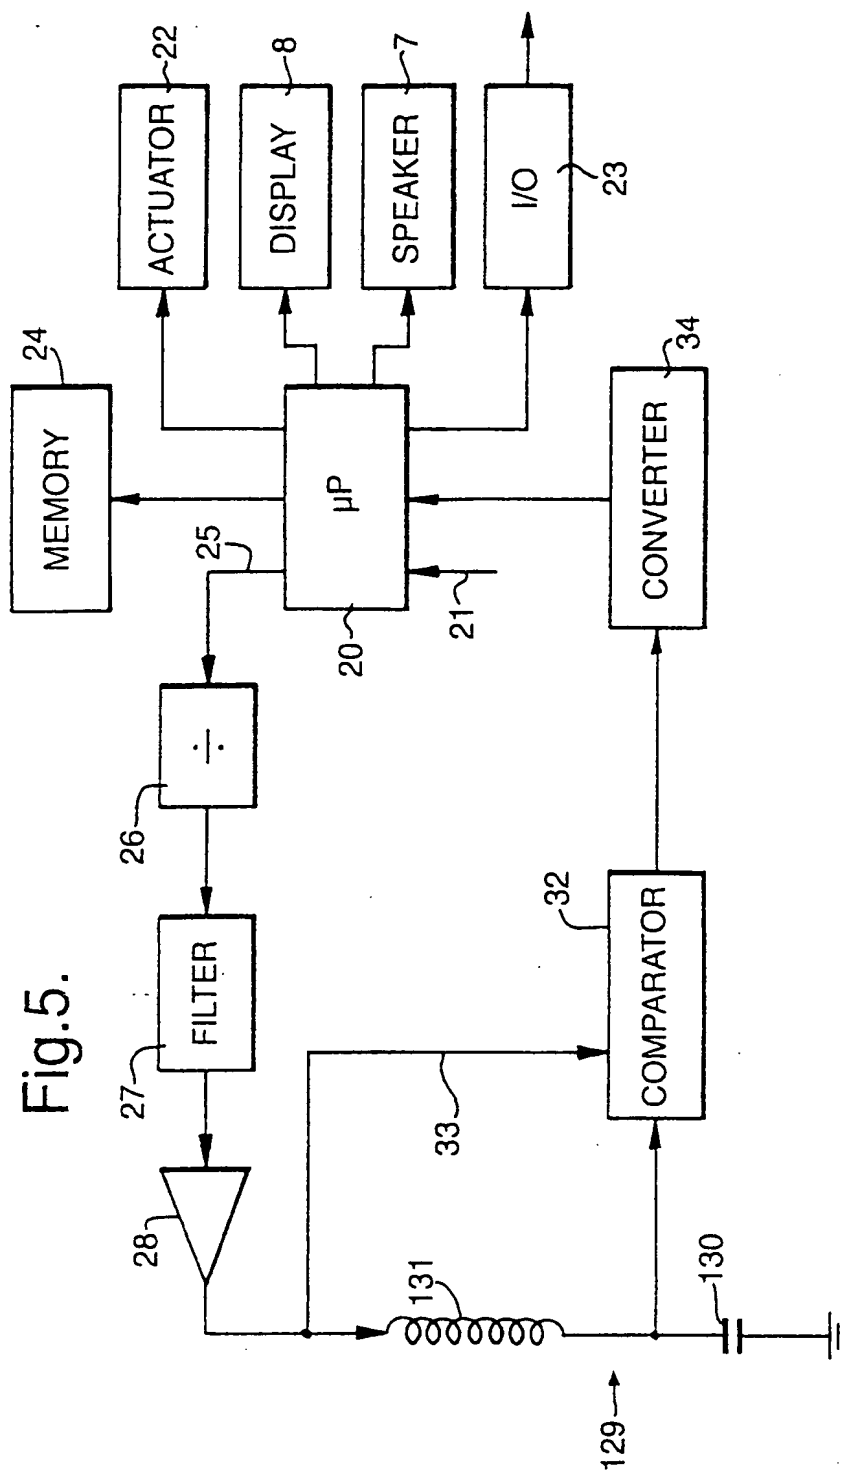 Fig.5.
28
27
FILTER
26
÷
25
MEMORY
24
ACTUATOR
22
DISPLAY
8
SPEAKER
7
I/O
23
µP
20
21
33
131
129
130
COMPARATOR
32
CONVERTER
34